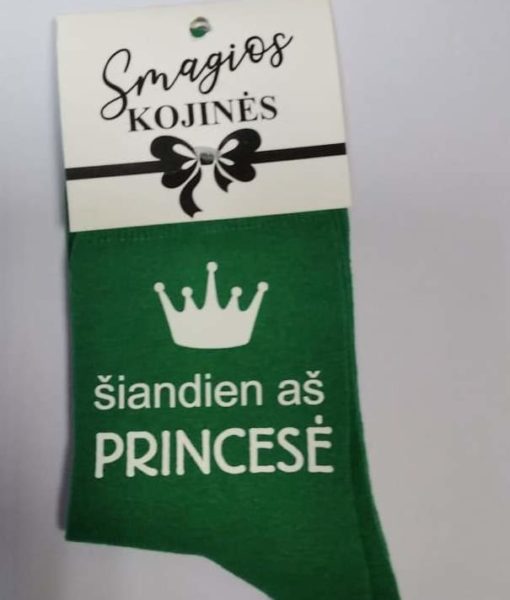 Smagios
KOJINĖS
šiandien aš
PRINCESĖ